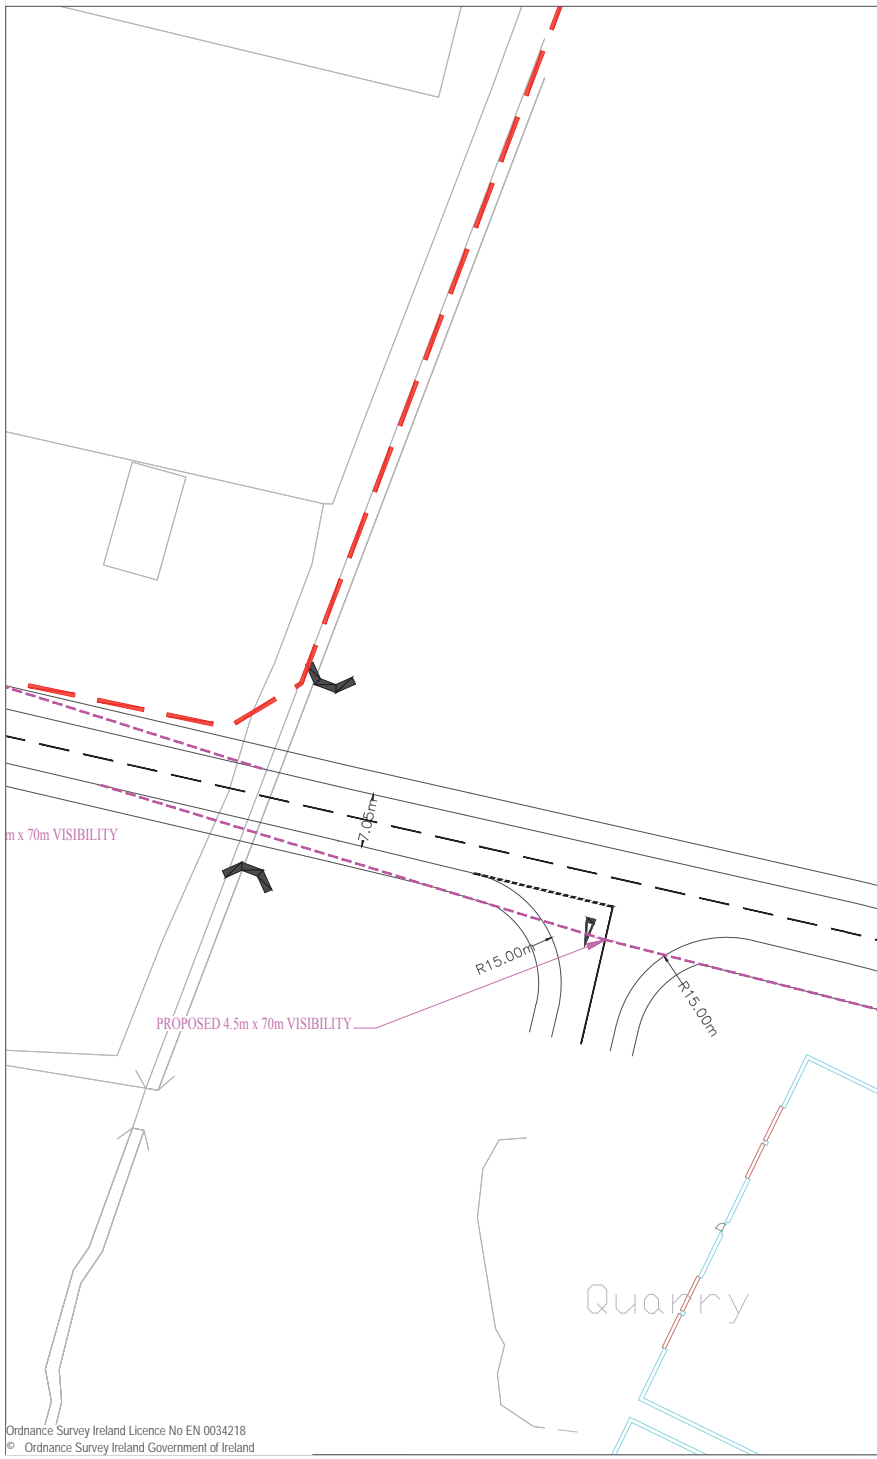 7.05m
m x 70m VISIBILITY
R15.00m
R15.00m
PROPOSED 4.5m x 70m VISIBILITY
Quarry
Ordnance Survey Ireland Licence No EN 0034218
© Ordnance Survey Ireland Government of Ireland